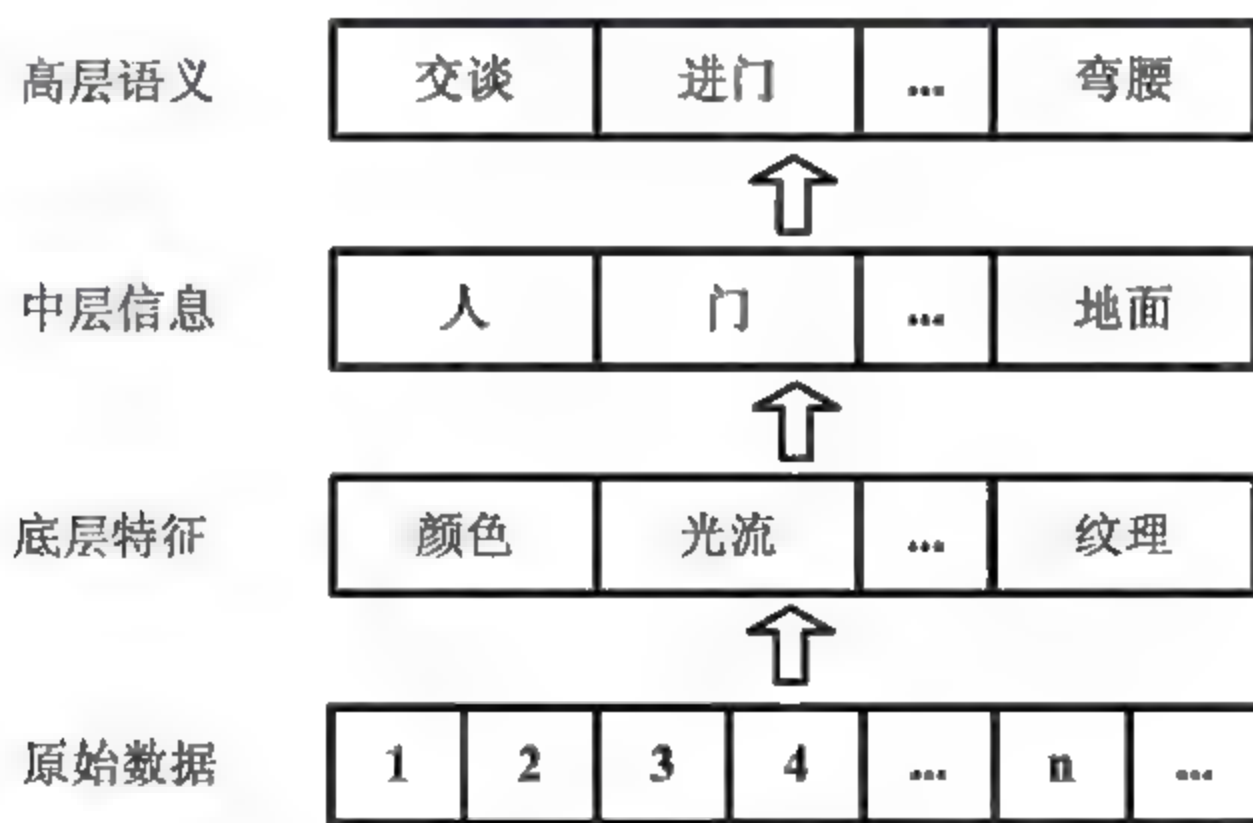 高层语义 交谈 进门 ... 弯腰
中层信息 人 门 ... 地面
底层特征 颜色 光流 ... 纹理
原始数据 1 2 3 4 ... n ...